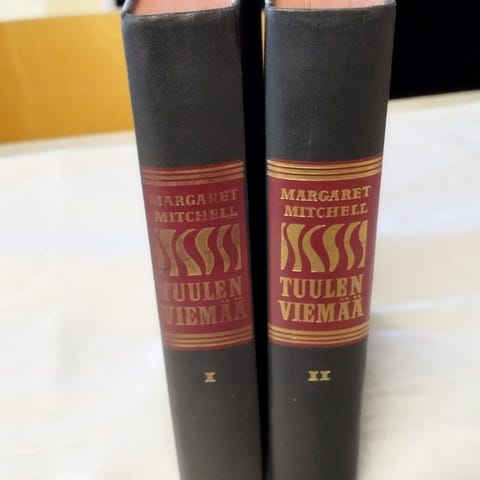 MARGARET
MITCHELL
TUULEN
VIEMÄÄ
I
MARGARET
MITCHELL
TUULEN
VIEMÄÄ
II